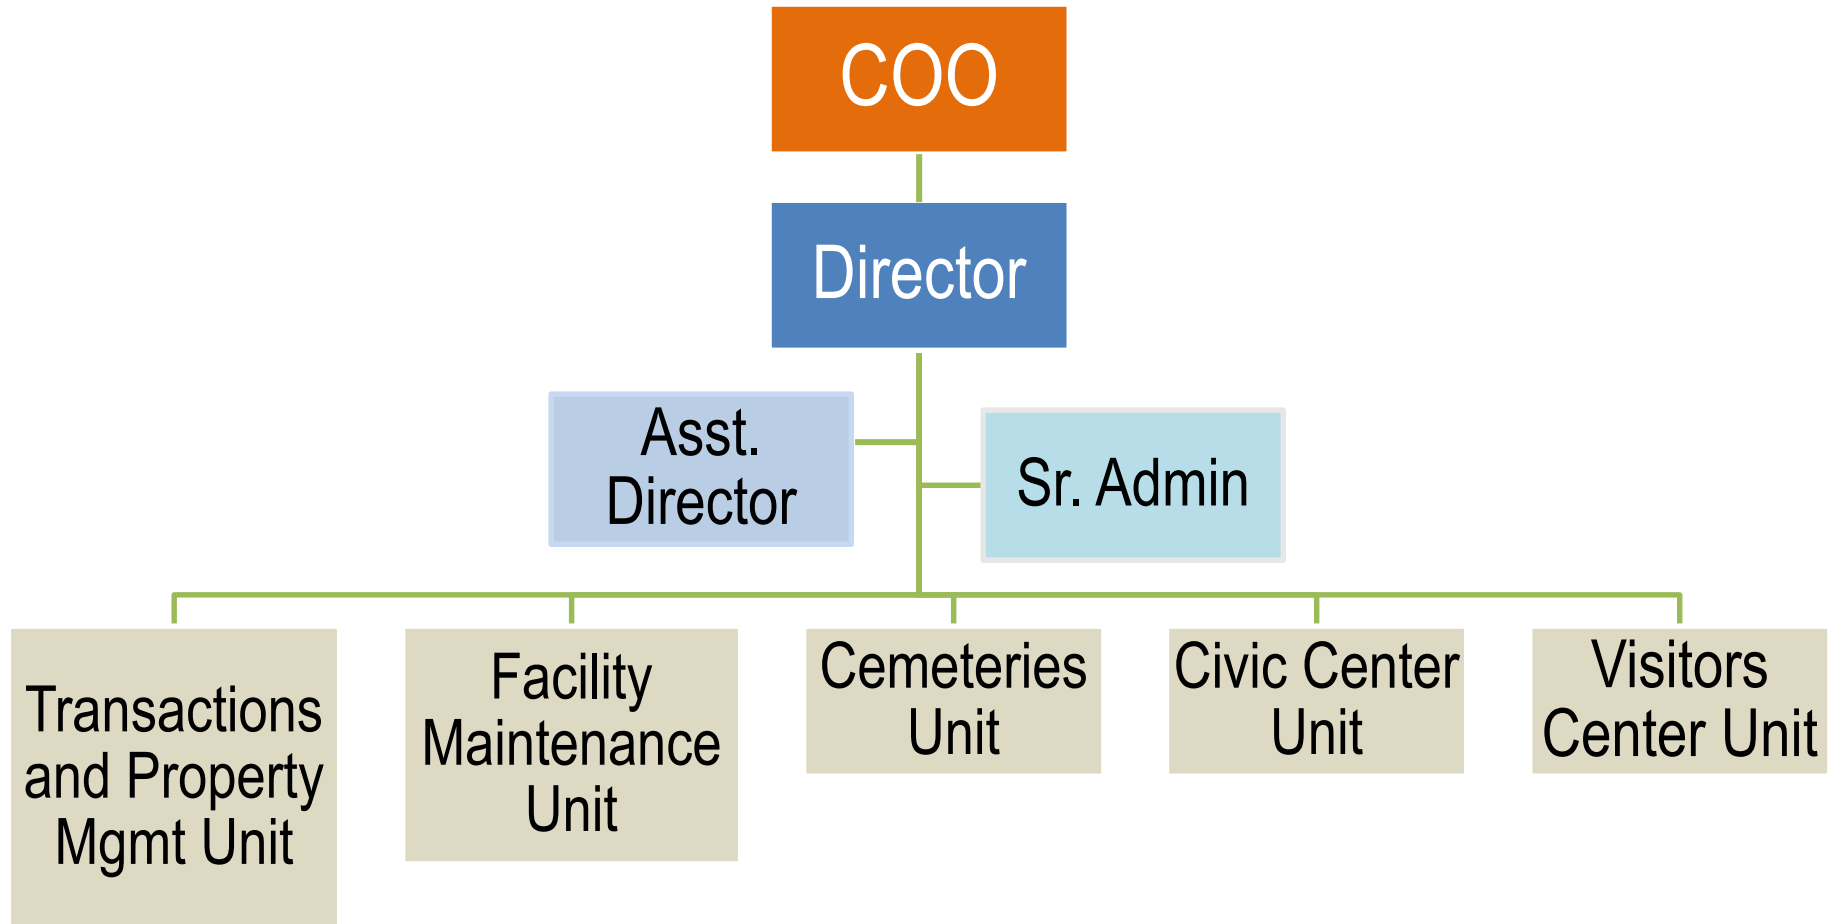 COO
Director
Asst.
Director
Sr. Admin
Transactions
and Property
Mgmt Unit
Facility
Maintenance
Unit
Cemeteries
Unit
Civic Center
Unit
Visitors
Center Unit